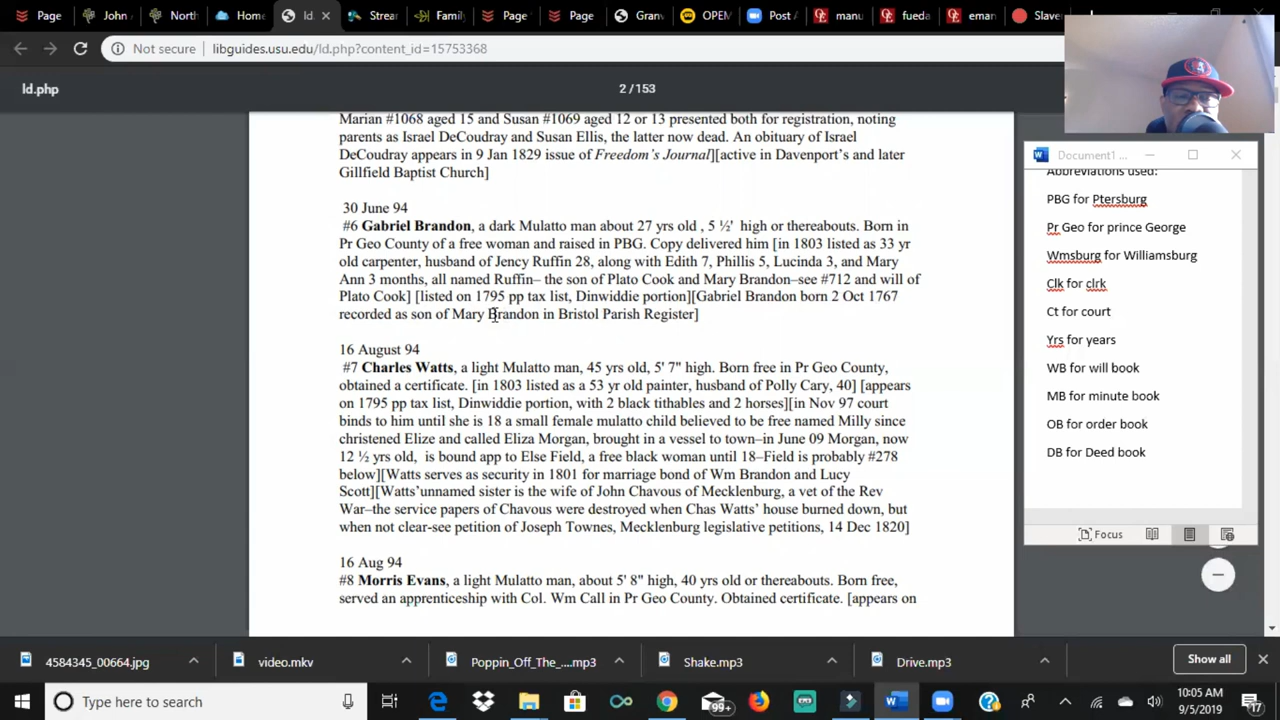 Page
John
North
Home
ld.
Strea
Famil
Page
Page
Gran
OPEM
Post A
manu
fueda
eman
Slave
Not secure
libguides.usu.edu/ld.php?content_id=15753368
ld.php
2 / 153
Marian #1068 aged 15 and Susan #1069 aged 12 or 13 presented both for registration, noting
parents as Israel DeCoudray and Susan Ellis, the latter now dead. An obituary of Israel
DeCoudray appears in 9 Jan 1829 issue of Freedom's Journal][active in Davenport's and later
Gillfield Baptist Church]
30 June 94
#6 Gabriel Brandon, a dark Mulatto man about 27 yrs old , 5 ½' high or thereabouts. Born in
Pr Geo County of a free woman and raised in PBG. Copy delivered him [in 1803 listed as 33 yr
old carpenter, husband of Jency Ruffin 28, along with Edith 7, Phillis 5, Lucinda 3, and Mary
Ann 3 months, all named Ruffin– the son of Plato Cook and Mary Brandon–see #712 and will of
Plato Cook] [listed on 1795 pp tax list, Dinwiddie portion][Gabriel Brandon born 2 Oct 1767
recorded as son of Mary Brandon in Bristol Parish Register]
16 August 94
#7 Charles Watts, a light Mulatto man, 45 yrs old, 5' 7" high. Born free in Pr Geo County,
obtained a certificate. [in 1803 listed as a 53 yr old painter, husband of Polly Cary, 40] [appears
on 1795 pp tax list, Dinwiddie portion, with 2 black tithables and 2 horses][in Nov 97 court
binds to him until she is 18 a small female mulatto child believed to be free named Milly since
christened Elize and called Eliza Morgan, brought in a vessel to town–in June 09 Morgan, now
12 ½ yrs old, is bound app to Else Field, a free black woman until 18–Field is probably #278
below][Watts serves as security in 1801 for marriage bond of Wm Brandon and Lucy
Scott][Watts'unnamed sister is the wife of John Chavous of Mecklenburg, a vet of the Rev
War–the service papers of Chavous were destroyed when Chas Watts' house burned down, but
when not clear-see petition of Joseph Townes, Mecklenburg legislative petitions, 14 Dec 1820]
16 Aug 94
#8 Morris Evans, a light Mulatto man, about 5' 8" high, 40 yrs old or thereabouts. Born free,
served an apprenticeship with Col. Wm Call in Pr Geo County. Obtained certificate. [appears on
Document1 ...
Abbreviations used:
PBG for Ptersburg
Pr Geo for prince George
Wmsburg for Williamsburg
Clk for clrk
Ct for court
Yrs for years
WB for will book
MB for minute book
OB for order book
DB for Deed book
Focus
4584345_00664.jpg
video.mkv
Poppin_Off_The_....mp3
Shake.mp3
Drive.mp3
Show all
Type here to search
99+
10:05 AM
9/5/2019
17